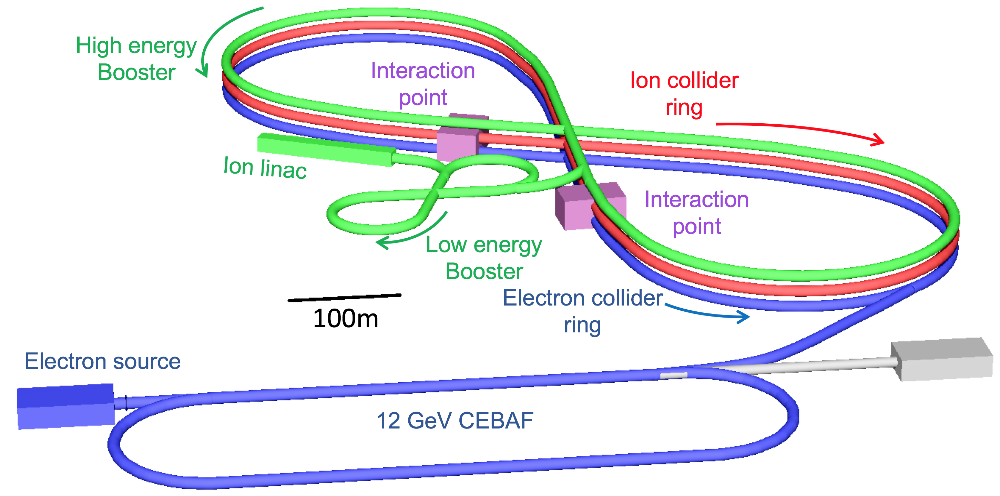 High energy
Booster
Interaction
point
Ion collider
ring
Ion linac
Interaction
point
Low energy
Booster
Electron collider
ring
100m
Electron source
12 GeV CEBAF